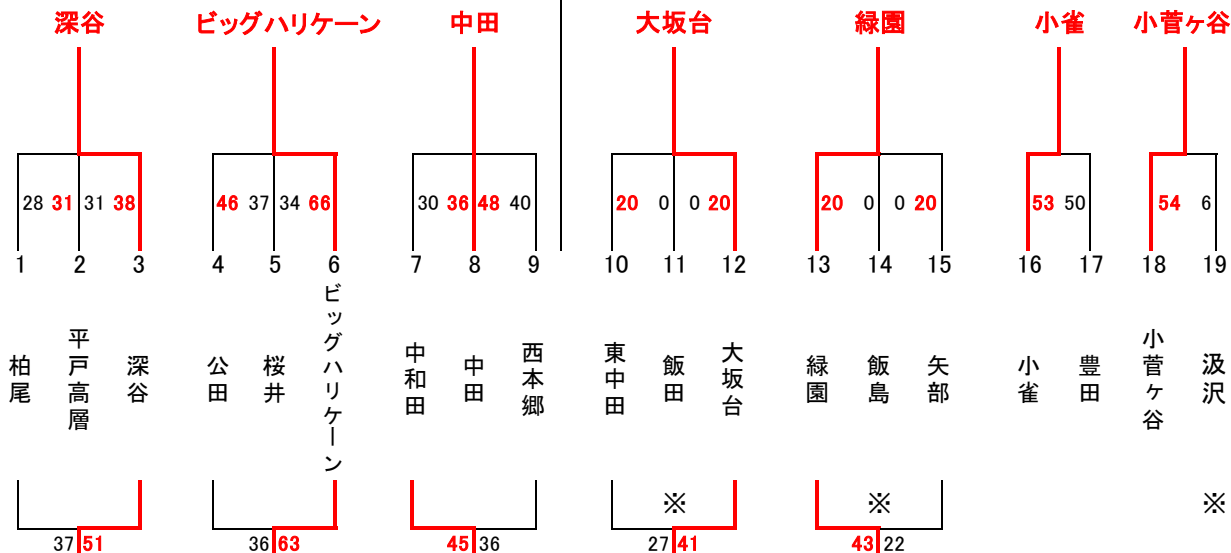 深谷 ビッグハリケーン 中田 大坂台 緑園 小雀 小菅ヶ谷
28 31 31 38 46 37 34 66 30 36 48 40 20 0 0 20 20 0 0 20 53 50 54 6
1 2 3 4 5 6 7 8 9 10 11 12 13 14 15 16 17 18 19
柏尾
平戸高層
深谷
公田
桜井
ビッグハリケーン
中和田
中田
西本郷
東中田
飯田
大坂台
緑園
飯島
矢部
小雀
豊田
小菅ヶ谷
汲沢
※ ※ ※
37 51 36 63 45 36 27 41 43 22